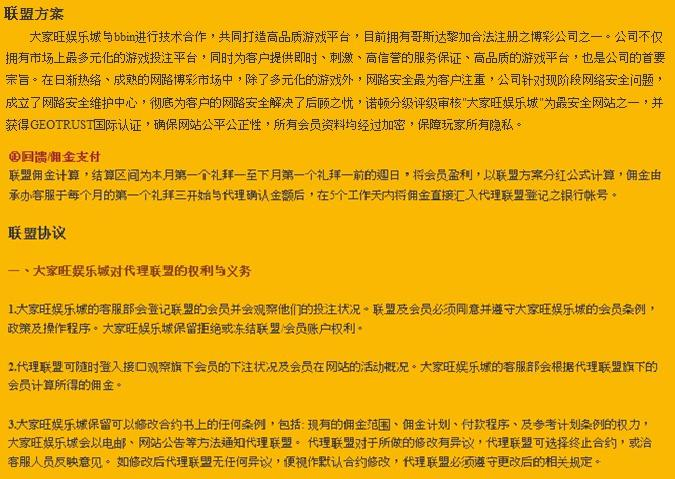 联盟方案
大家旺娱乐城与bbin进行技术合作，共同打造高品质游戏平台，目前拥有哥斯达黎加合法注册之博彩公司之一。公司不仅
拥有市场上最多元化的游戏投注平台，同时为客户提供即时、刺激、高信誉的服务保证、高品质的游戏平台，也是公司的首要
宗旨。在日渐热络、成熟的网路博彩市场中，除了多元化的游戏外，网路安全最为客户注重，公司针对现阶段网络安全问题，
成立了网路安全维护中心，彻底为客户的网路安全解决了后顾之忧，诺顿分级评级审核"大家旺娱乐城"为最安全网站之一，并
获得GEOTRUST国际认证，确保网站公平公正性，所有会员资料均经过加密，保障玩家所有隐私。
①回馈/佣金支付
联盟佣金计算，结算区间为本月第一个礼拜一至下月第一个礼拜一前的週日，将会员盈利，以联盟方案分红公式计算，佣金由
承办客服于每个月的第一个礼拜三开始与代理确认金额后，在5个工作天内将佣金直接汇入代理联盟登记之银行帐号。
联盟协议
一、大家旺娱乐城对代理联盟的权利与义务
1.大家旺娱乐城的客服部会登记联盟的会员并会观察他们的投注状况。联盟及会员必须同意并遵守大家旺娱乐城的会员条例，
政策及操作程序。大家旺娱乐城保留拒绝或冻结联盟/会员账户权利。
2.代理联盟可随时登入接口观察旗下会员的下注状况及会员在网站的活动概况。大家旺娱乐城的客服部会根据代理联盟旗下的
会员计算所得的佣金。
3.大家旺娱乐城保留可以修改合约书上的任何条例，包括: 现有的佣金范围、佣金计划、付款程序、及参考计划条例的权力，
大家旺娱乐城会以电邮、网站公告等方法通知代理联盟。 代理联盟对于所做的修改有异议，代理联盟可选择终止合约，或洽
客服人员反映意见。 如修改后代理联盟无任何异议，便视作默认合约修改，代理联盟必须遵守更改后的相关规定。